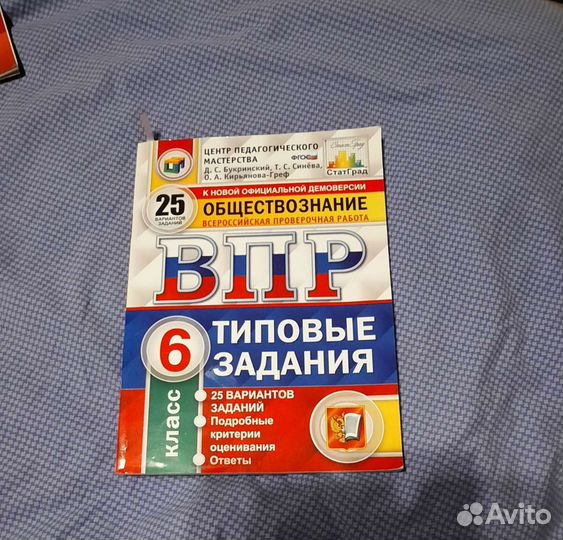 ЦЕНТР ПЕДАГОГИЧЕСКОГО
МАСТЕРСТВА
ФГОС
Д. С. Букринский, Т. С. Синёва,
О. А. Кирьянова-Греф
СтатГрад
К НОВОЙ ОФИЦИАЛЬНОЙ ДЕМОВЕРСИИ
25
ВАРИАНТОВ
ЗАДАНИЙ
ОБЩЕСТВОЗНАНИЕ
ВСЕРОССИЙСКАЯ ПРОВЕРОЧНАЯ РАБОТА
ВПР
6
класс
ТИПОВЫЕ
ЗАДАНИЯ
25 ВАРИАНТОВ
ЗАДАНИЙ
Подробные
критерии
оценивания
Ответы
Avito